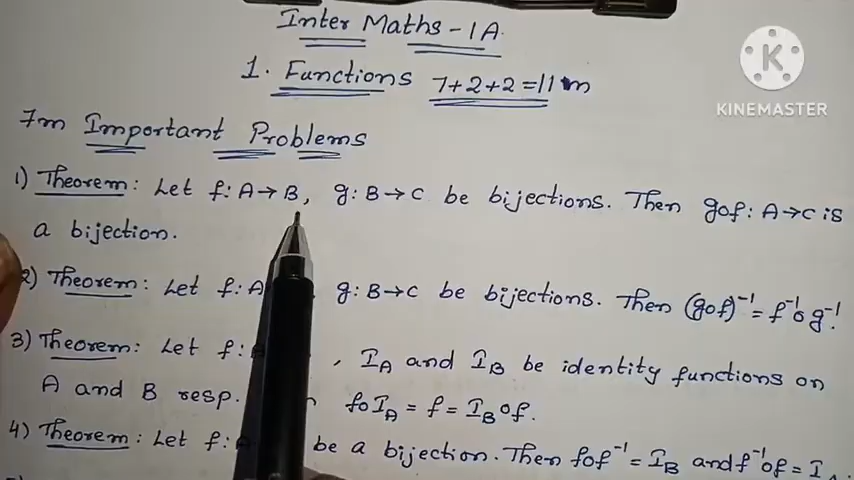 Inter Maths - 1A
1. Functions 7+2+2=11m
KINEMASTER
7m Important Problems
1) Theorem: Let f: A→B, g: B→C be bijections. Then gof: A→C is
a bijection.
2) Theorem: Let f: A g: B→C be bijections. Then (gof)⁻¹ = f⁻¹og⁻¹.
3) Theorem: Let f: , I_A and I_B be identity functions on
A and B resp. foI_A = f = I_B of.
4) Theorem: Let f: be a bijection. Then fof⁻¹ = I_B and f⁻¹of = I